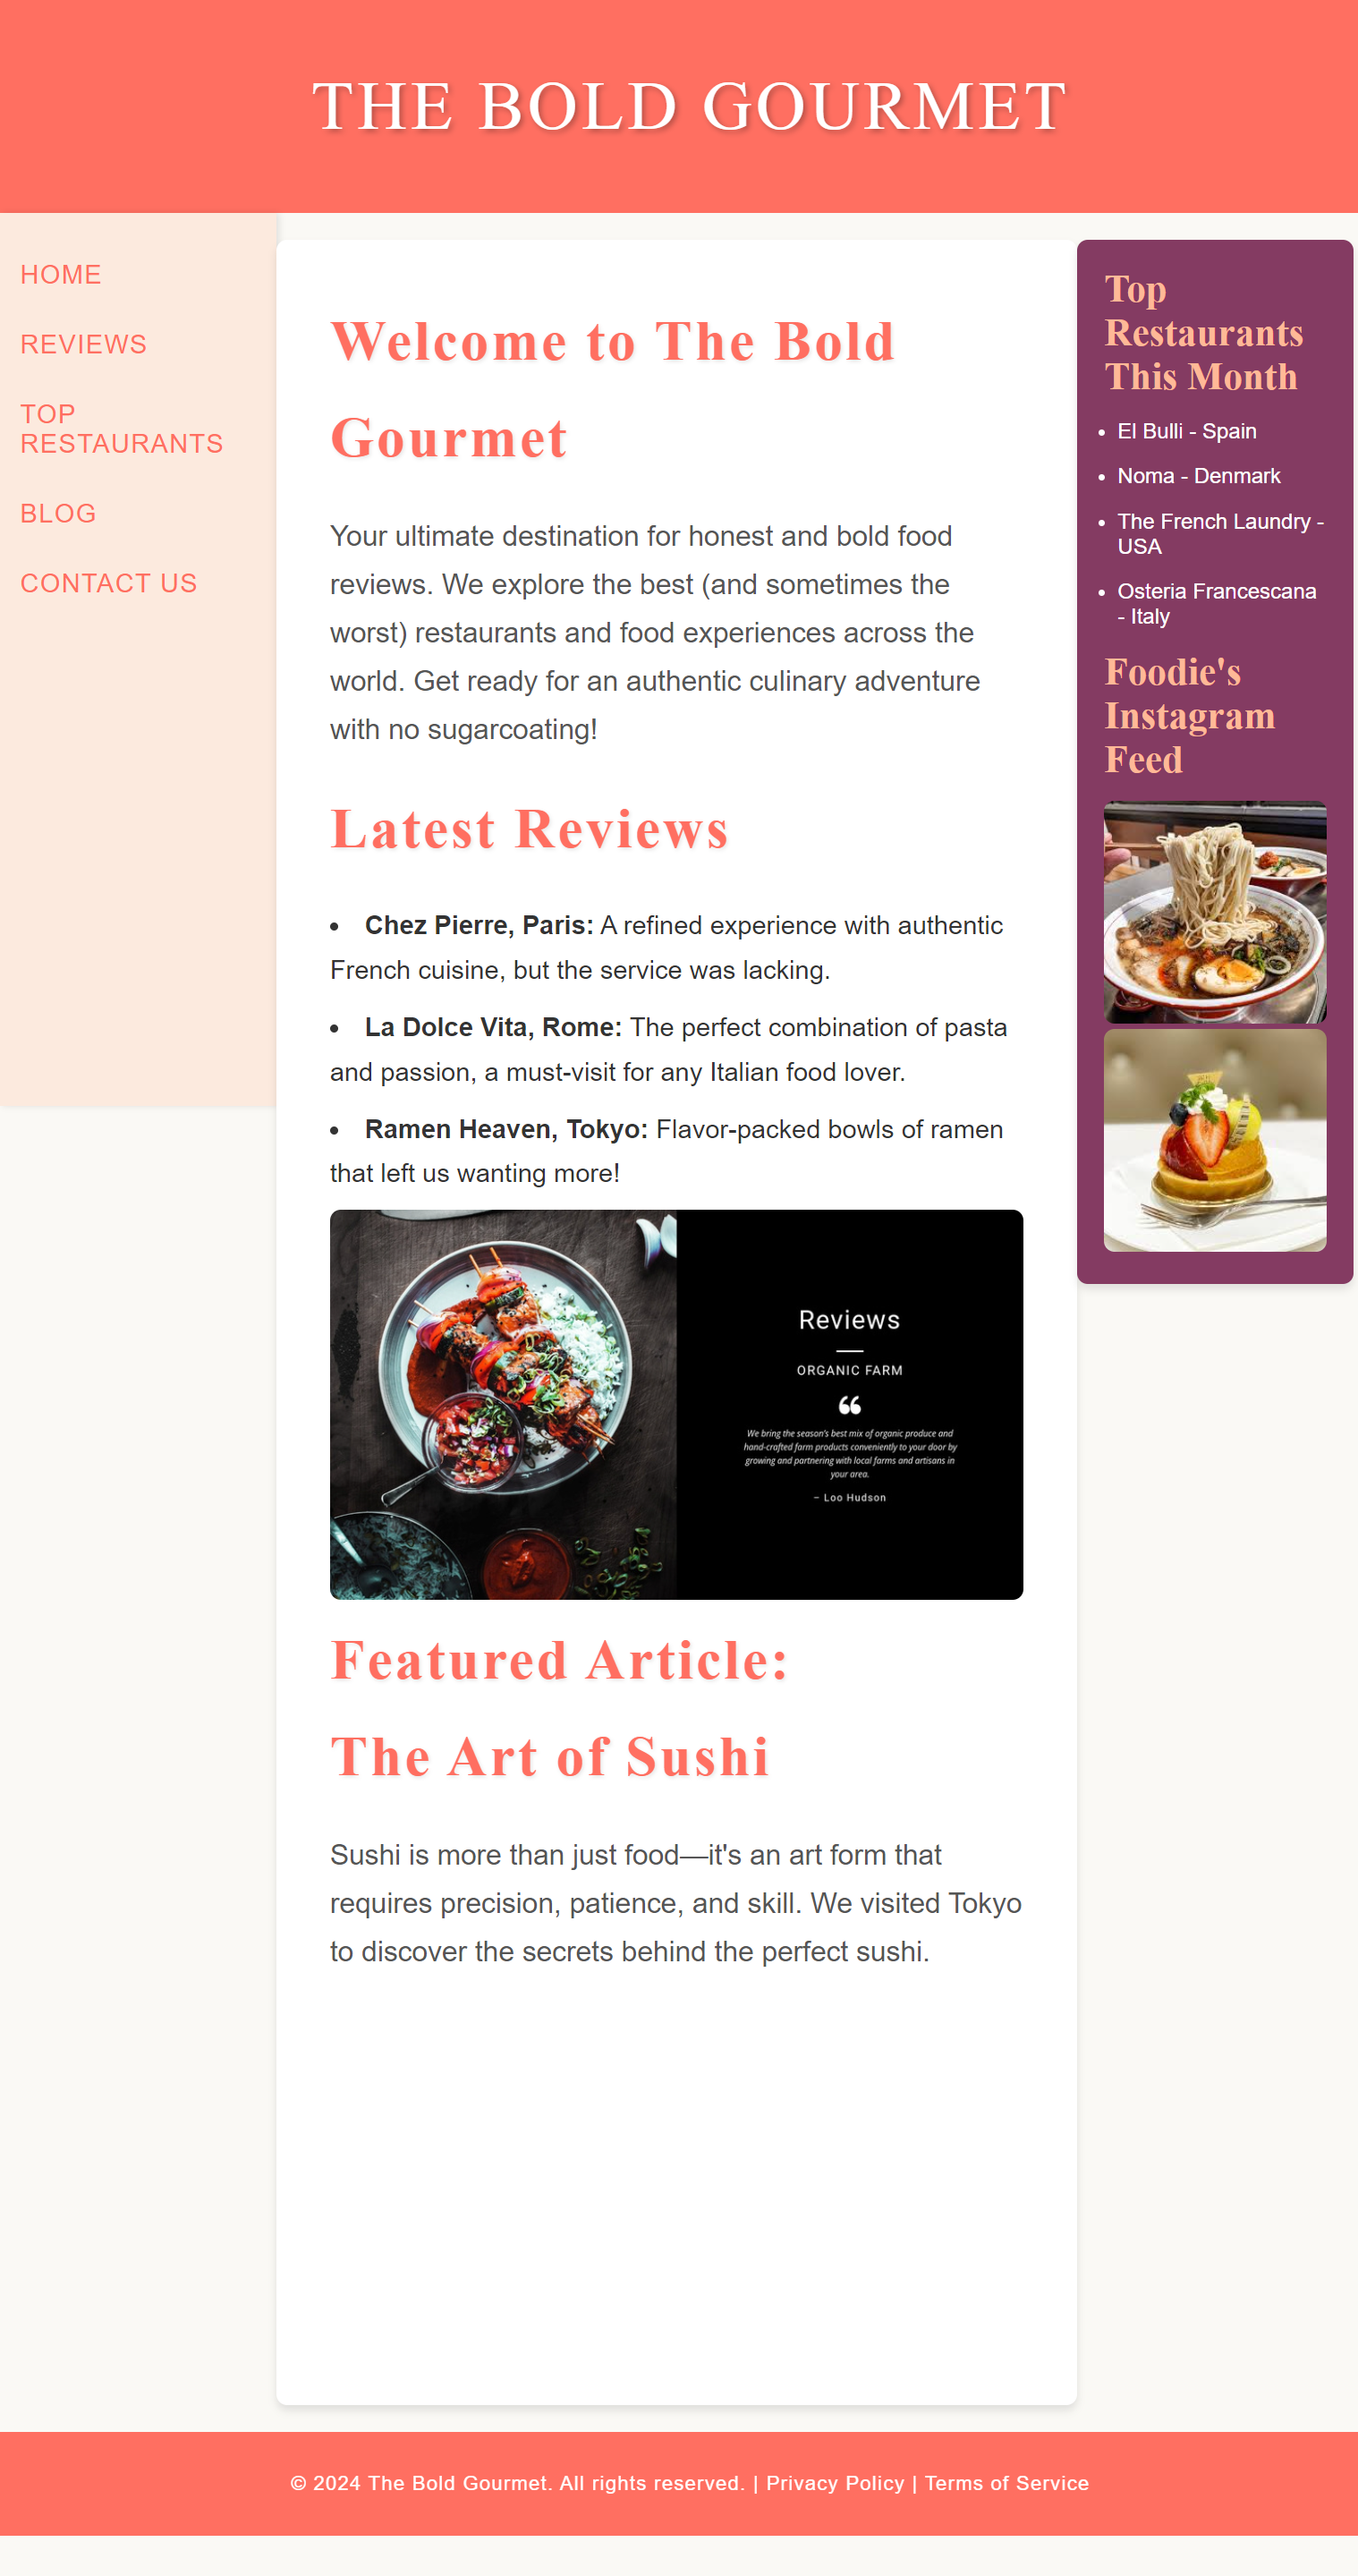 THE BOLD GOURMET
HOME
REVIEWS
TOP
RESTAURANTS
BLOG
CONTACT US
Welcome to The Bold
Gourmet
Your ultimate destination for honest and bold food
reviews. We explore the best (and sometimes the
worst) restaurants and food experiences across the
world. Get ready for an authentic culinary adventure
with no sugarcoating!
Latest Reviews
• Chez Pierre, Paris: A refined experience with authentic
French cuisine, but the service was lacking.
• La Dolce Vita, Rome: The perfect combination of pasta
and passion, a must-visit for any Italian food lover.
• Ramen Heaven, Tokyo: Flavor-packed bowls of ramen
that left us wanting more!
Reviews
ORGANIC FARM
“
We bring the season's best mix of organic produce and
hand-crafted farm products conveniently to your door by
growing and partnering with local farms and artisans in
your area.
– Loo Hudson
Featured Article:
The Art of Sushi
Sushi is more than just food—it's an art form that
requires precision, patience, and skill. We visited Tokyo
to discover the secrets behind the perfect sushi.
Top
Restaurants
This Month
• El Bulli - Spain
• Noma - Denmark
• The French Laundry -
USA
• Osteria Francescana
- Italy
Foodie's
Instagram
Feed
© 2024 The Bold Gourmet. All rights reserved. | Privacy Policy | Terms of Service